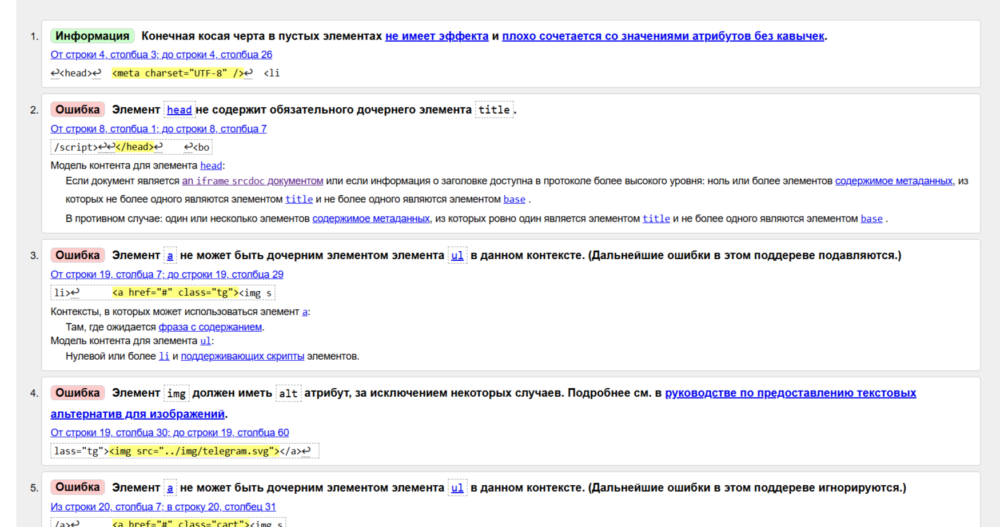 1. Информация Конечная косая черта в пустых элементах не имеет эффекта и плохо сочетается со значениями атрибутов без кавычек.
От строки 4, столбца 3; до строки 4, столбца 26
↩<head>↩ <meta charset="UTF-8" />↩ <li
2. Ошибка Элемент head не содержит обязательного дочернего элемента title .
От строки 8, столбца 1; до строки 8, столбца 7
/script>↩↩</head>↩ ↩<bo
Модель контента для элемента head:
Если документ является an iframe srcdoc документом или если информация о заголовке доступна в протоколе более высокого уровня: ноль или более элементов содержимое метаданных, из
которых не более одного являются элементом title и не более одного являются элементом base .
В противном случае: один или несколько элементов содержимое метаданных, из которых ровно один является элементом title и не более одного являются элементом base .
3. Ошибка Элемент a не может быть дочерним элементом элемента ul в данном контексте. (Дальнейшие ошибки в этом поддереве подавляются.)
От строки 19, столбца 7; до строки 19, столбца 29
li>↩ <a href="#" class="tg"><img s
Контексты, в которых может использоваться элемент a:
Там, где ожидается фраза с содержанием.
Модель контента для элемента ul:
Нулевой или более li и поддерживающих скрипты элементов.
4. Ошибка Элемент img должен иметь alt атрибут, за исключением некоторых случаев. Подробнее см. в руководстве по предоставлению текстовых
альтернатив для изображений.
От строки 19, столбца 30; до строки 19, столбца 60
lass="tg"><img src="../img/telegram.svg"></a>↩
5. Ошибка Элемент a не может быть дочерним элементом элемента ul в данном контексте. (Дальнейшие ошибки в этом поддереве игнорируются.)
Из строки 20, столбца 7; в строку 20, столбец 31
/a>↩ <a href="#" class="cart"><img s